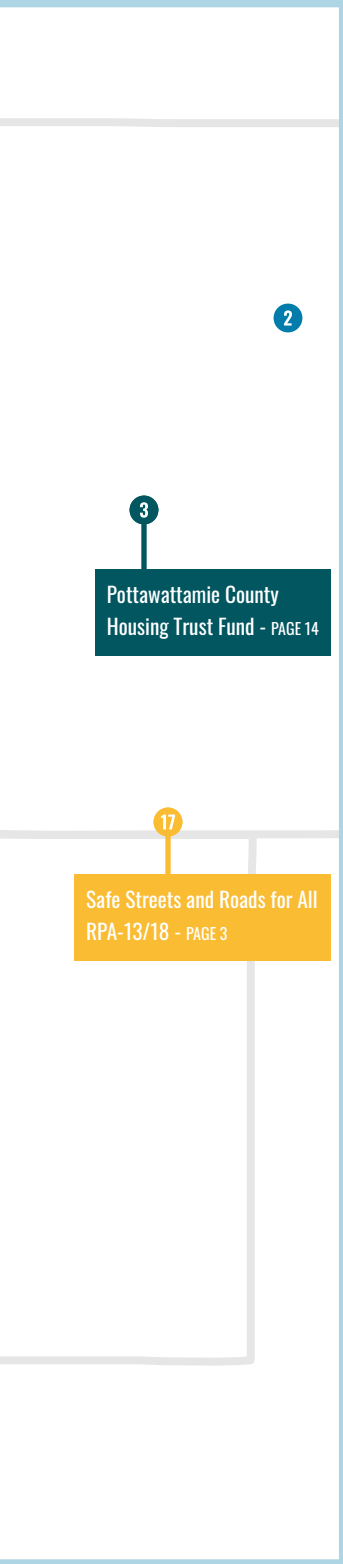 2
3
Pottawattamie County
Housing Trust Fund - PAGE 14
17
Safe Streets and Roads for All
RPA-13/18 - PAGE 3